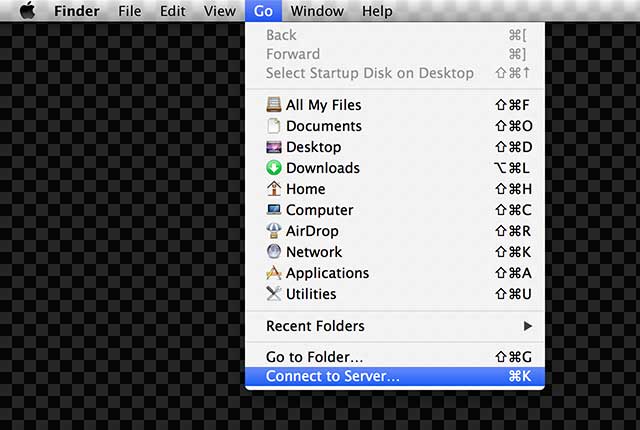 Finder File Edit View Go Window Help
Back ⌘[
Forward ⌘]
Select Startup Disk on Desktop ⇧⌘↑
All My Files ⇧⌘F
Documents ⇧⌘O
Desktop ⇧⌘D
Downloads ⌥⌘L
Home ⇧⌘H
Computer ⇧⌘C
AirDrop ⇧⌘R
Network ⇧⌘K
Applications ⇧⌘A
Utilities ⇧⌘U
Recent Folders ▶
Go to Folder... ⇧⌘G
Connect to Server... ⌘K